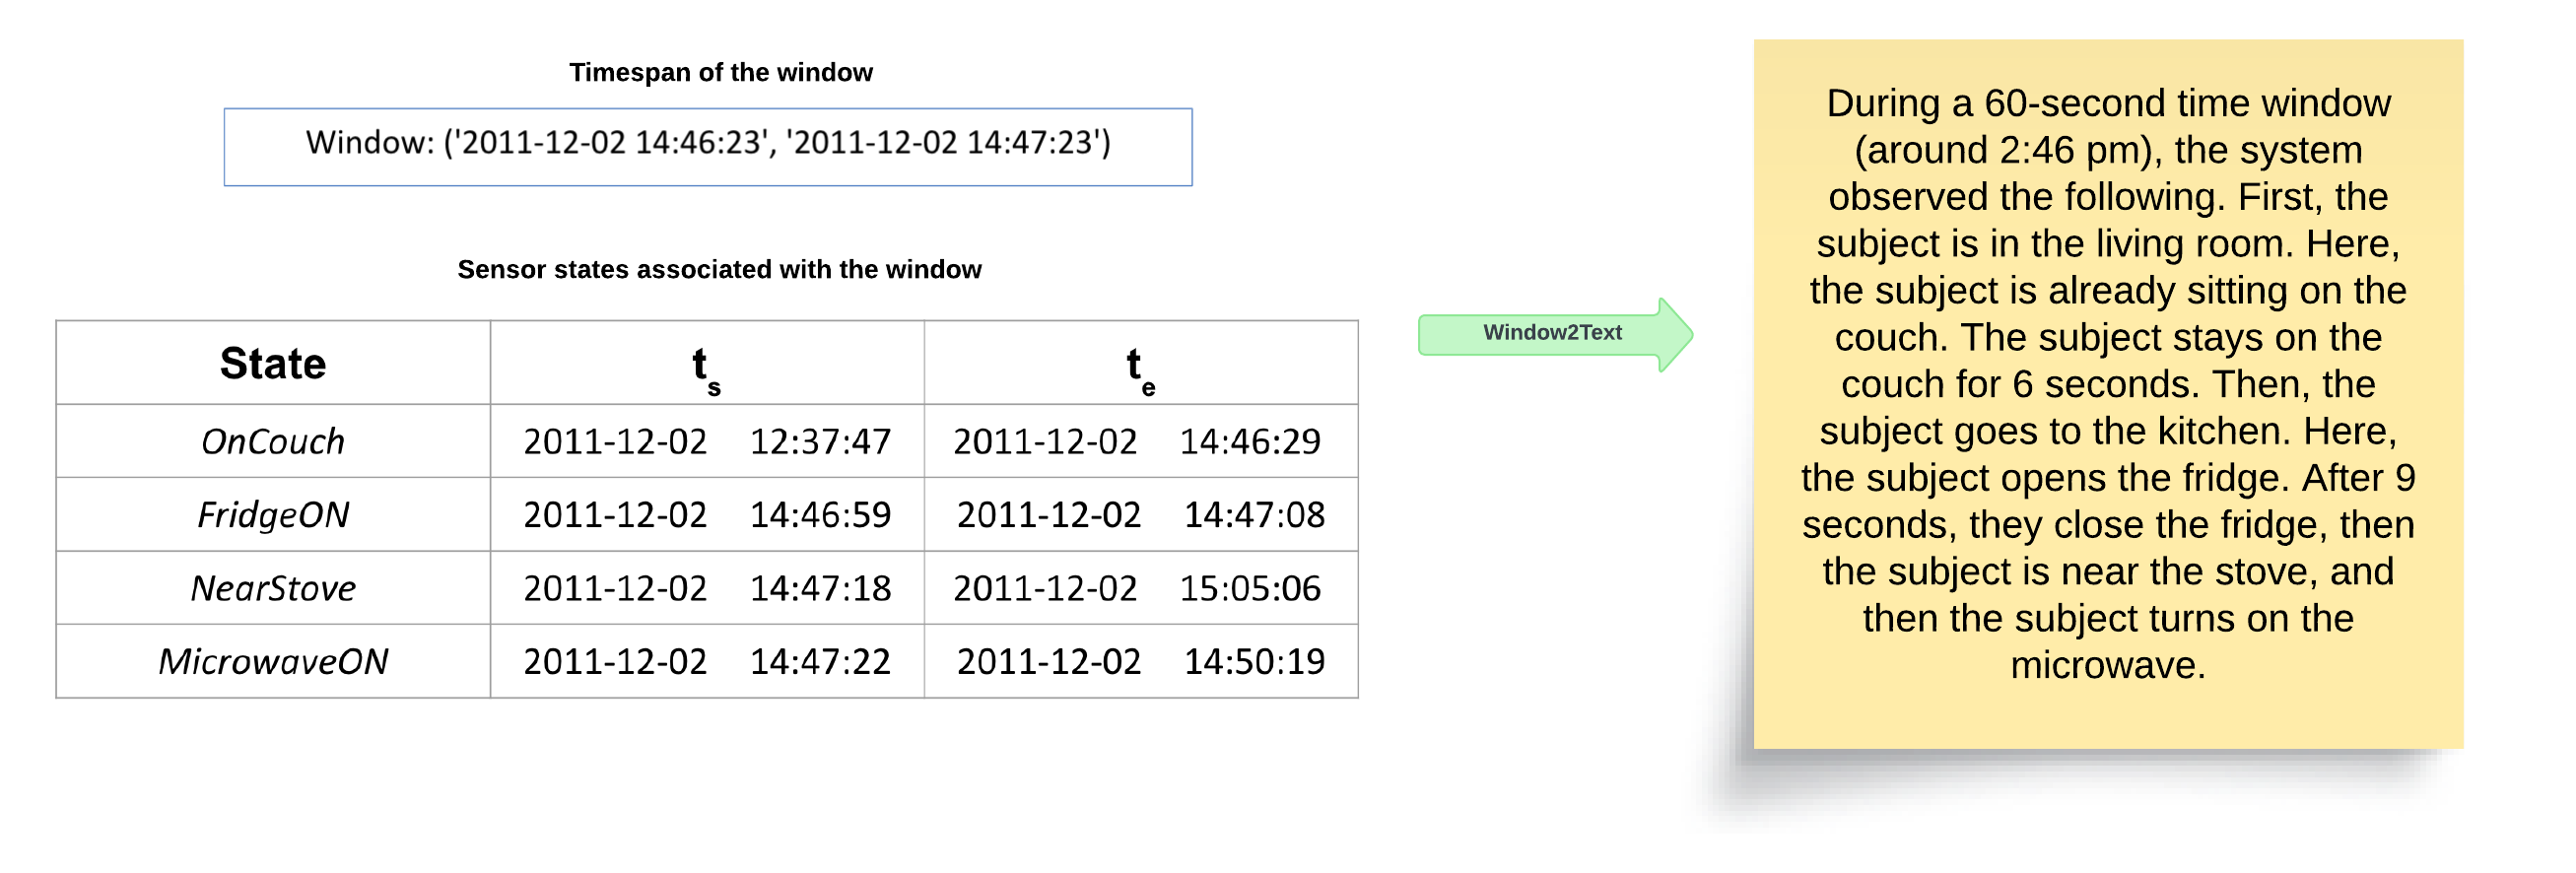 Timespan of the window
Window: ('2011-12-02 14:46:23', '2011-12-02 14:47:23')
Sensor states associated with the window
State ts te
OnCouch 2011-12-02 12:37:47 2011-12-02 14:46:29
FridgeON 2011-12-02 14:46:59 2011-12-02 14:47:08
NearStove 2011-12-02 14:47:18 2011-12-02 15:05:06
MicrowaveON 2011-12-02 14:47:22 2011-12-02 14:50:19
Window2Text
During a 60-second time window
(around 2:46 pm), the system
observed the following. First, the
subject is in the living room. Here,
the subject is already sitting on the
couch. The subject stays on the
couch for 6 seconds. Then, the
subject goes to the kitchen. Here,
the subject opens the fridge. After 9
seconds, they close the fridge, then
the subject is near the stove, and
then the subject turns on the
microwave.